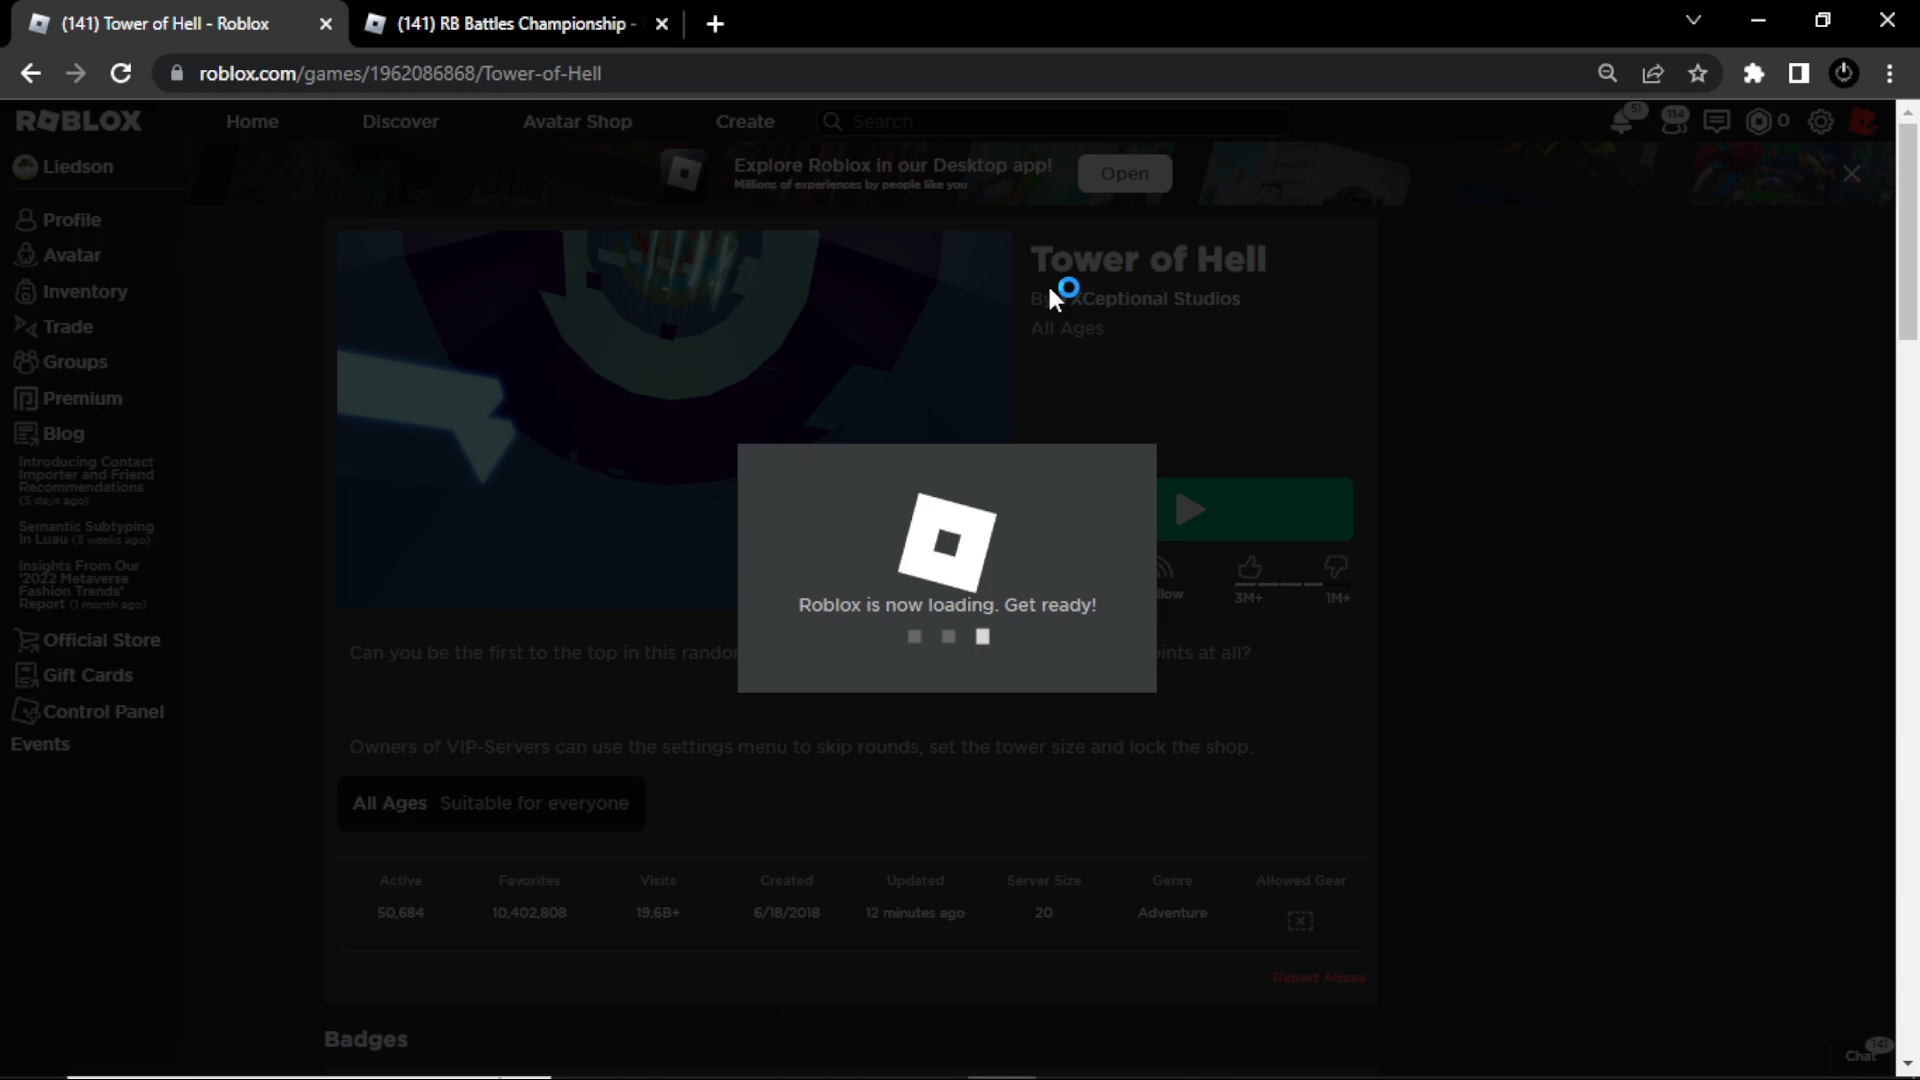 (141) Tower of Hell - Roblox
(141) RB Battles Championship -
roblox.com/games/1962086868/Tower-of-Hell
ROBLOX
Home
Discover
Avatar Shop
Create
Search
51
114
0
Liedson
Explore Roblox in our Desktop app!
Millions of experiences by people like you
Open
Profile
Avatar
Inventory
Trade
Groups
Premium
Blog
Introducing Contact
Importer and Friend
Recommendations
(5 days ago)
Semantic Subtyping
in Luau (3 weeks ago)
Insights From Our
'2022 Metaverse
Fashion Trends'
Report (1 month ago)
Official Store
Gift Cards
Control Panel
Events
Tower of Hell
XCeptional Studios
All Ages
Roblox is now loading. Get ready!
llow
3M+
1M+
Can you be the first to the top in this rando
ints at all?
Owners of VIP-Servers can use the settings menu to skip rounds, set the tower size and lock the shop.
All Ages Suitable for everyone
Active
Favorites
Visits
Created
Updated
Server Size
Genre
Allowed Gear
50,684
10,402,808
19.6B+
6/18/2018
12 minutes ago
20
Adventure
Report Abuse
Badges
Chat
141